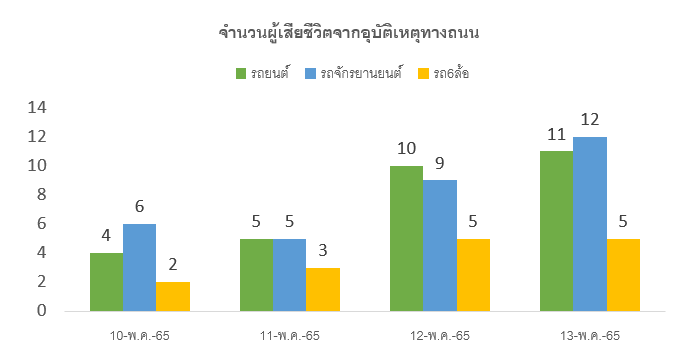 จำนวนผู้เสียชีวิตจากอุบัติเหตุทางถนน
รถยนต์ รถจักรยานยนต์ รถ6ล้อ
14
12
10
8
6
4
2
0
4 6 2
5 5 3
10 9 5
11 12 5
10-พ.ค.-65 11-พ.ค.-65 12-พ.ค.-65 13-พ.ค.-65